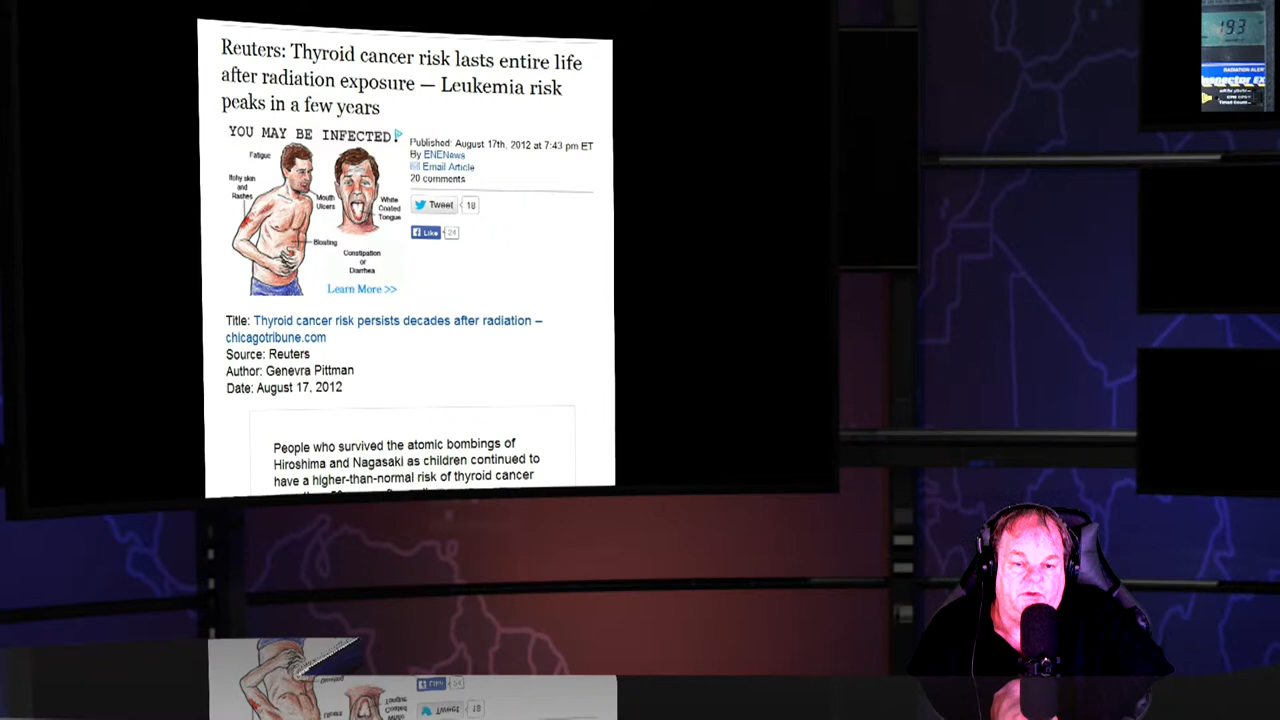 Reuters: Thyroid cancer risk lasts entire life
after radiation exposure — Leukemia risk
peaks in a few years
YOU MAY BE INFECTED!
Fatigue
Itchy skin
and
Rashes
Mouth
Ulcers
White
Coated
Tongue
Bloating
Constipation
or
Diarrhea
Learn More >>
Published: August 17th, 2012 at 7:43 pm ET
By ENENews
Email Article
20 comments
Tweet 18
Like 24
Title: Thyroid cancer risk persists decades after radiation –
chicagotribune.com
Source: Reuters
Author: Genevra Pittman
Date: August 17, 2012
People who survived the atomic bombings of
Hiroshima and Nagasaki as children continued to
have a higher-than-normal risk of thyroid cancer
193
RADIATION ALERT
Inspector EX